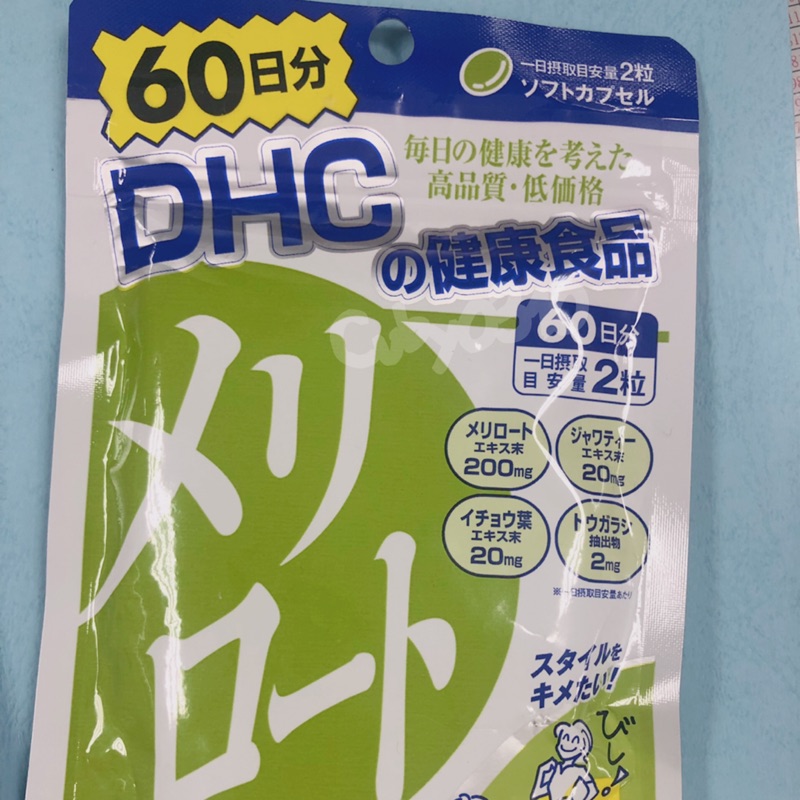 60日分
一日摂取目安量2粒
ソフトカプセル
毎日の健康を考えた
高品質・低価格
DHC
の健康食品
60日分
一日摂取
目安量2粒
メリロート
エキス末
200mg
ジャワティー
エキス末
20mg
イチョウ葉
エキス末
20mg
トウガラシ
抽出物
2mg
※一日摂取目安量あたり
メリ
ロート
スタイルを
キメたい!
びし!